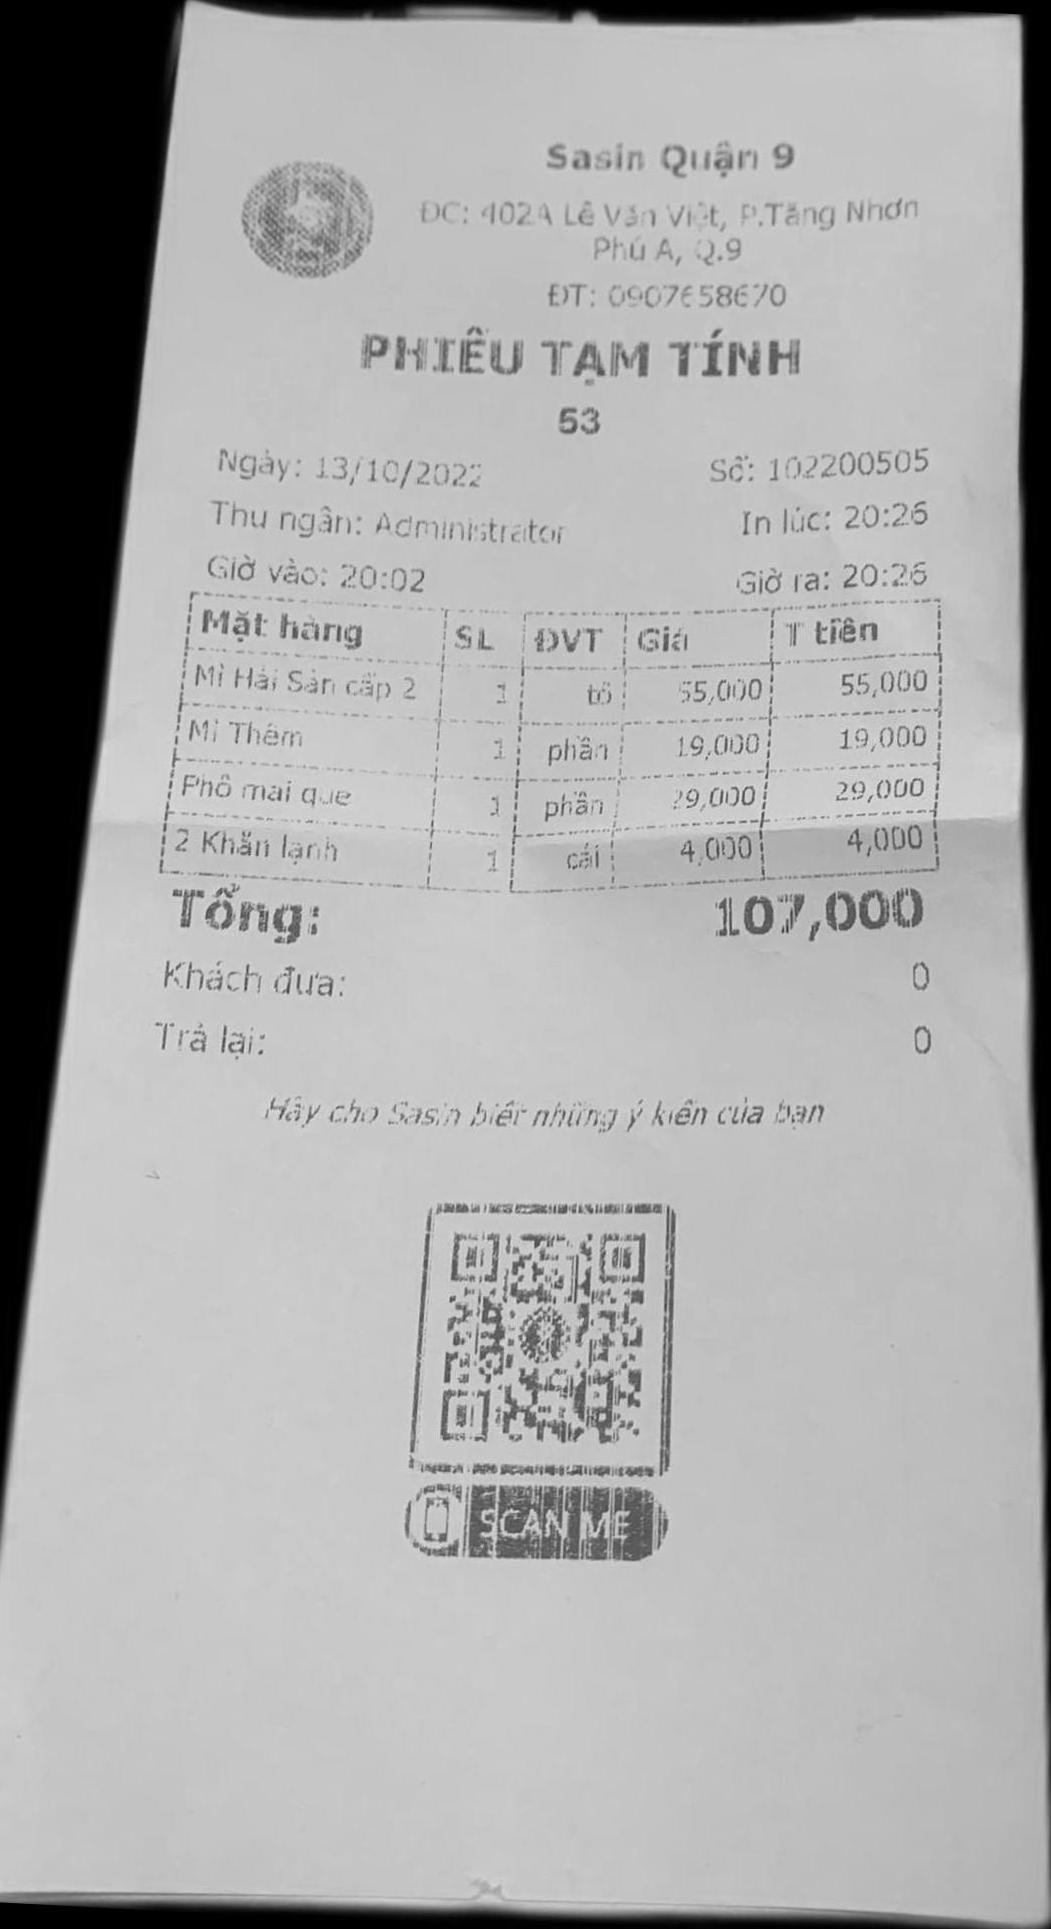 Sasin Quận 9
ĐC: 402A Lê Văn Việt, P.Tăng Nhơn
Phú A, Q.9
ĐT: 0907658670
PHIẾU TẠM TÍNH
53
Ngày: 13/10/2022 Số: 102200505
Thu ngân: Administrator In lúc: 20:26
Giờ vào: 20:02 Giờ ra: 20:26
Mặt hàng SL ĐVT Giá T tiền
Mì Hải Sản cấp 2 1 tô 55,000 55,000
Mì Thêm 1 phần 19,000 19,000
Phô mai que 1 phần 29,000 29,000
2 Khăn lạnh 1 cái 4,000 4,000
Tổng: 107,000
Khách đưa: 0
Trả lại: 0
Hãy cho Sasin biết những ý kiến của bạn
SCAN ME